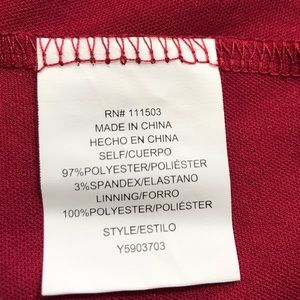 RN# 111503
MADE IN CHINA
HECHO EN CHINA
SELF/CUERPO
97%POLYESTER/POLIÉSTER
3%SPANDEX/ELASTANO
LINNING/FORRO
100%POLYESTER/POLIÉSTER
STYLE/ESTILO
Y5903703